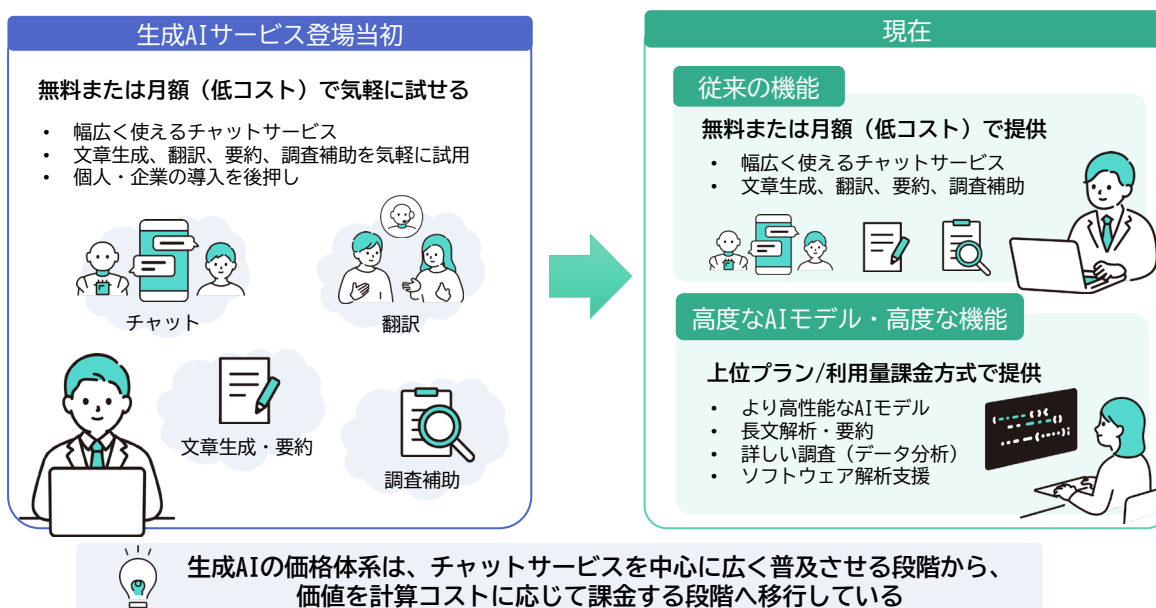 生成AIサービス登場当初
無料または月額（低コスト）で気軽に試せる
• 幅広く使えるチャットサービス
• 文章生成、翻訳、要約、調査補助を気軽に試用
• 個人・企業の導入を後押し
チャット
翻訳
文章生成・要約
調査補助
現在
従来の機能
無料または月額（低コスト）で提供
• 幅広く使えるチャットサービス
• 文章生成、翻訳、要約、調査補助
高度なAIモデル・高度な機能
上位プラン/利用量課金方式で提供
• より高性能なAIモデル
• 長文解析・要約
• 詳しい調査（データ分析）
• ソフトウェア解析支援
生成AIの価格体系は、チャットサービスを中心に広く普及させる段階から、
価値を計算コストに応じて課金する段階へ移行している